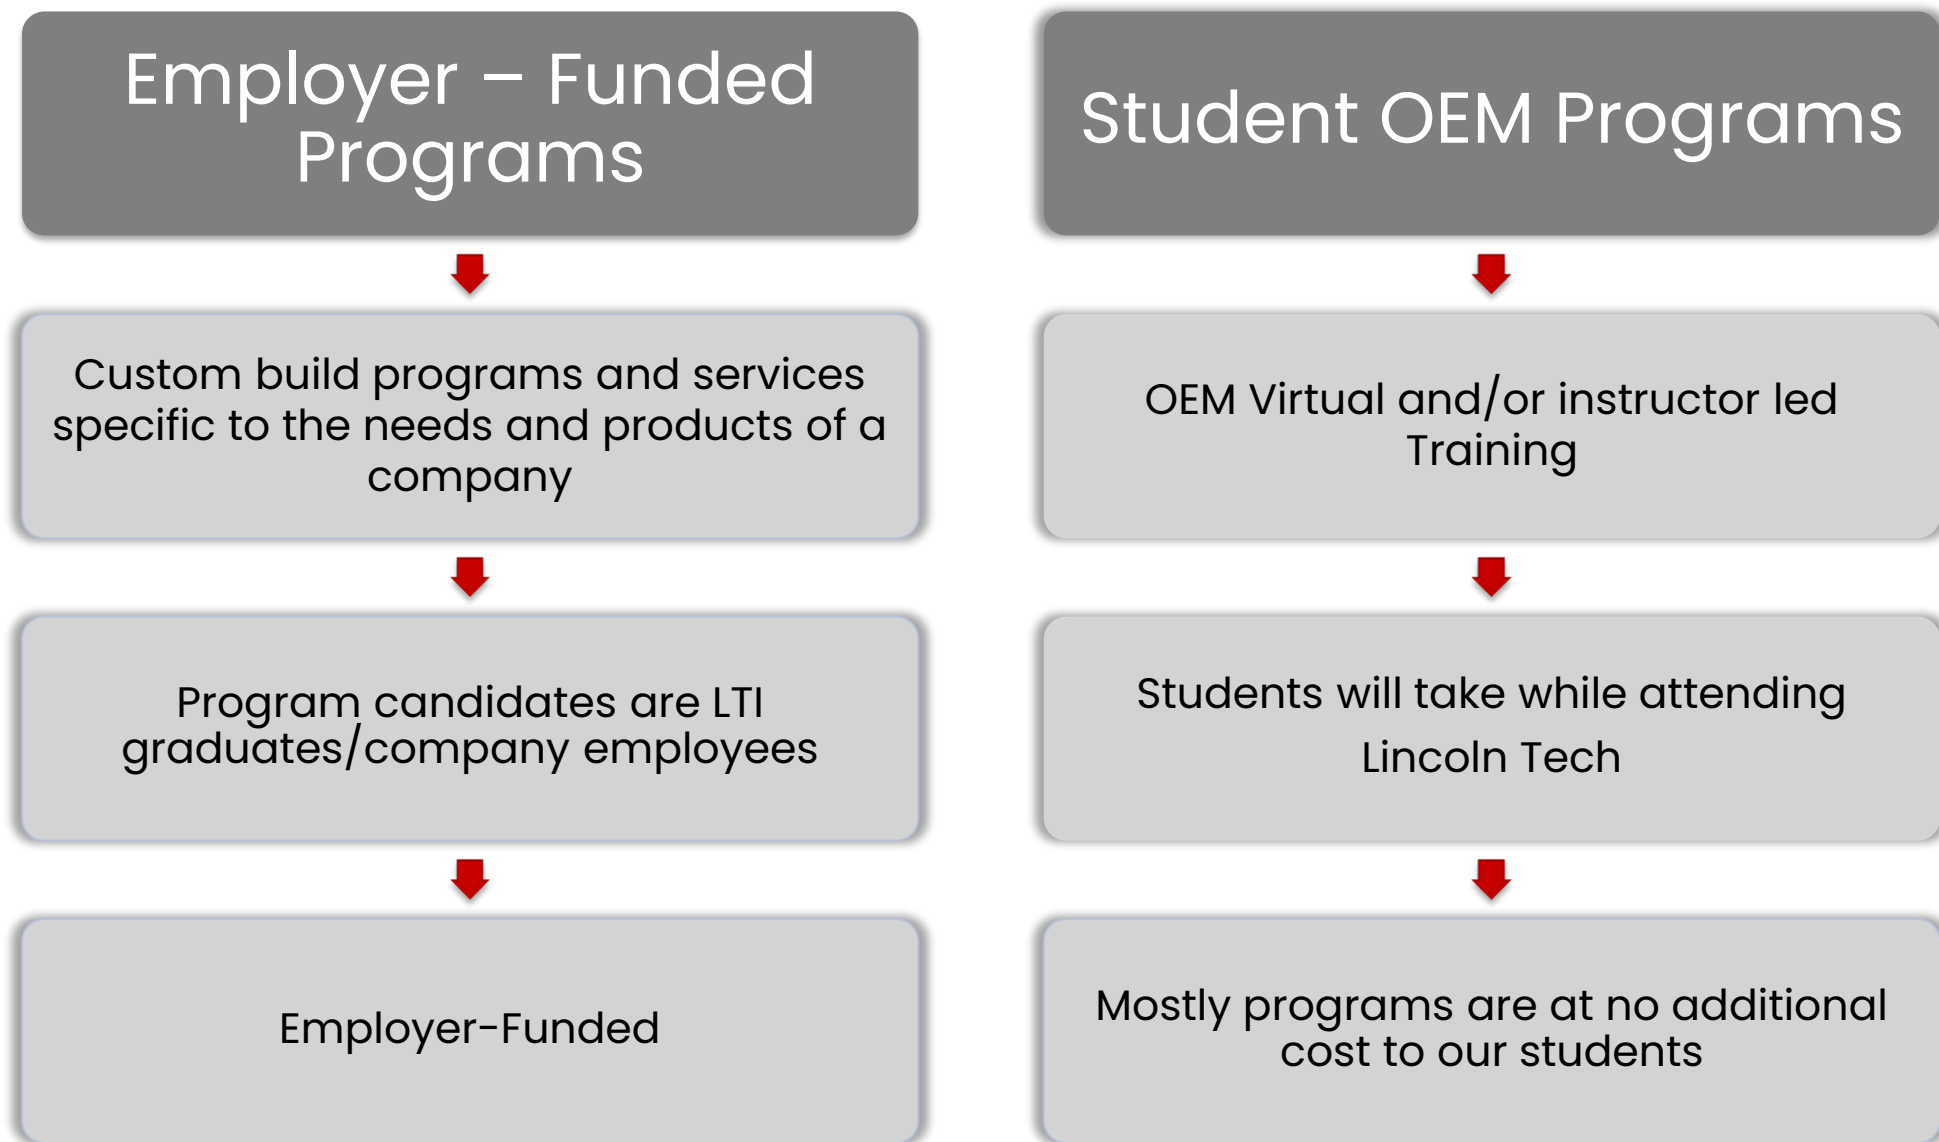 Employer – Funded
Programs
Custom build programs and services
specific to the needs and products of a
company
Program candidates are LTI
graduates/company employees
Employer-Funded
Student OEM Programs
OEM Virtual and/or instructor led
Training
Students will take while attending
Lincoln Tech
Mostly programs are at no additional
cost to our students